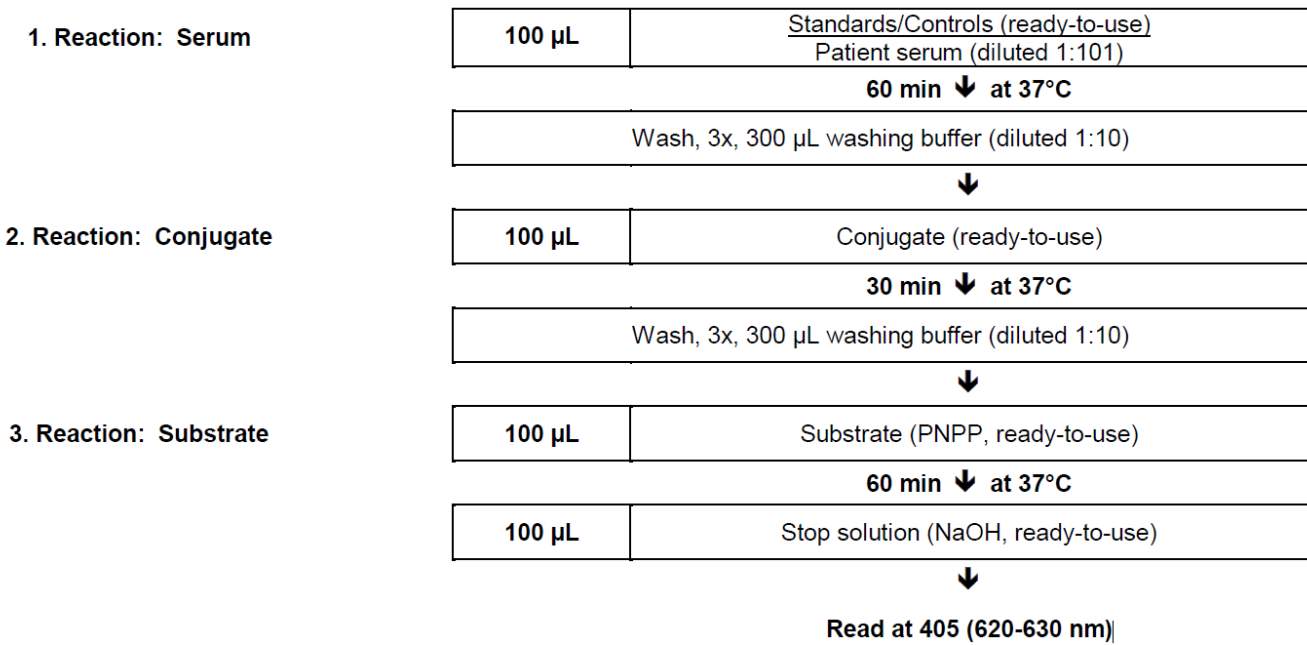 1. Reaction: Serum
100 µL
Standards/Controls (ready-to-use)
Patient serum (diluted 1:101)
60 min 🡻 at 37°C
Wash, 3x, 300 µL washing buffer (diluted 1:10)
🡻
2. Reaction: Conjugate
100 µL
Conjugate (ready-to-use)
30 min 🡻 at 37°C
Wash, 3x, 300 µL washing buffer (diluted 1:10)
🡻
3. Reaction: Substrate
100 µL
Substrate (PNPP, ready-to-use)
60 min 🡻 at 37°C
100 µL
Stop solution (NaOH, ready-to-use)
🡻
Read at 405 (620-630 nm)